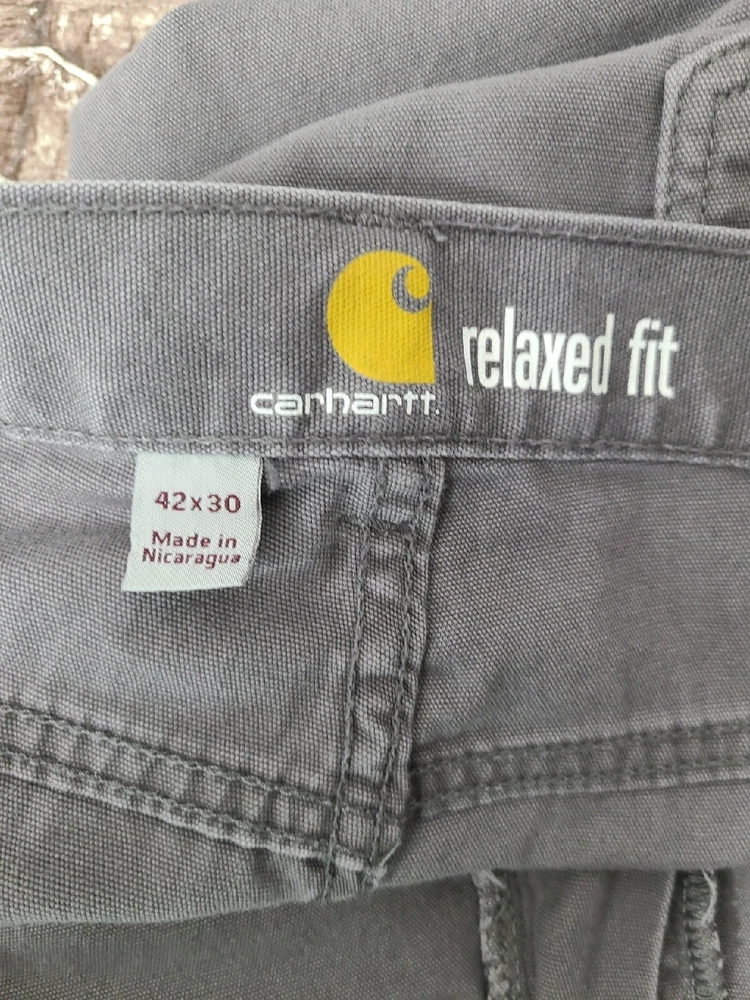 carhartt.
relaxed fit
42x30
Made in
Nicaragua